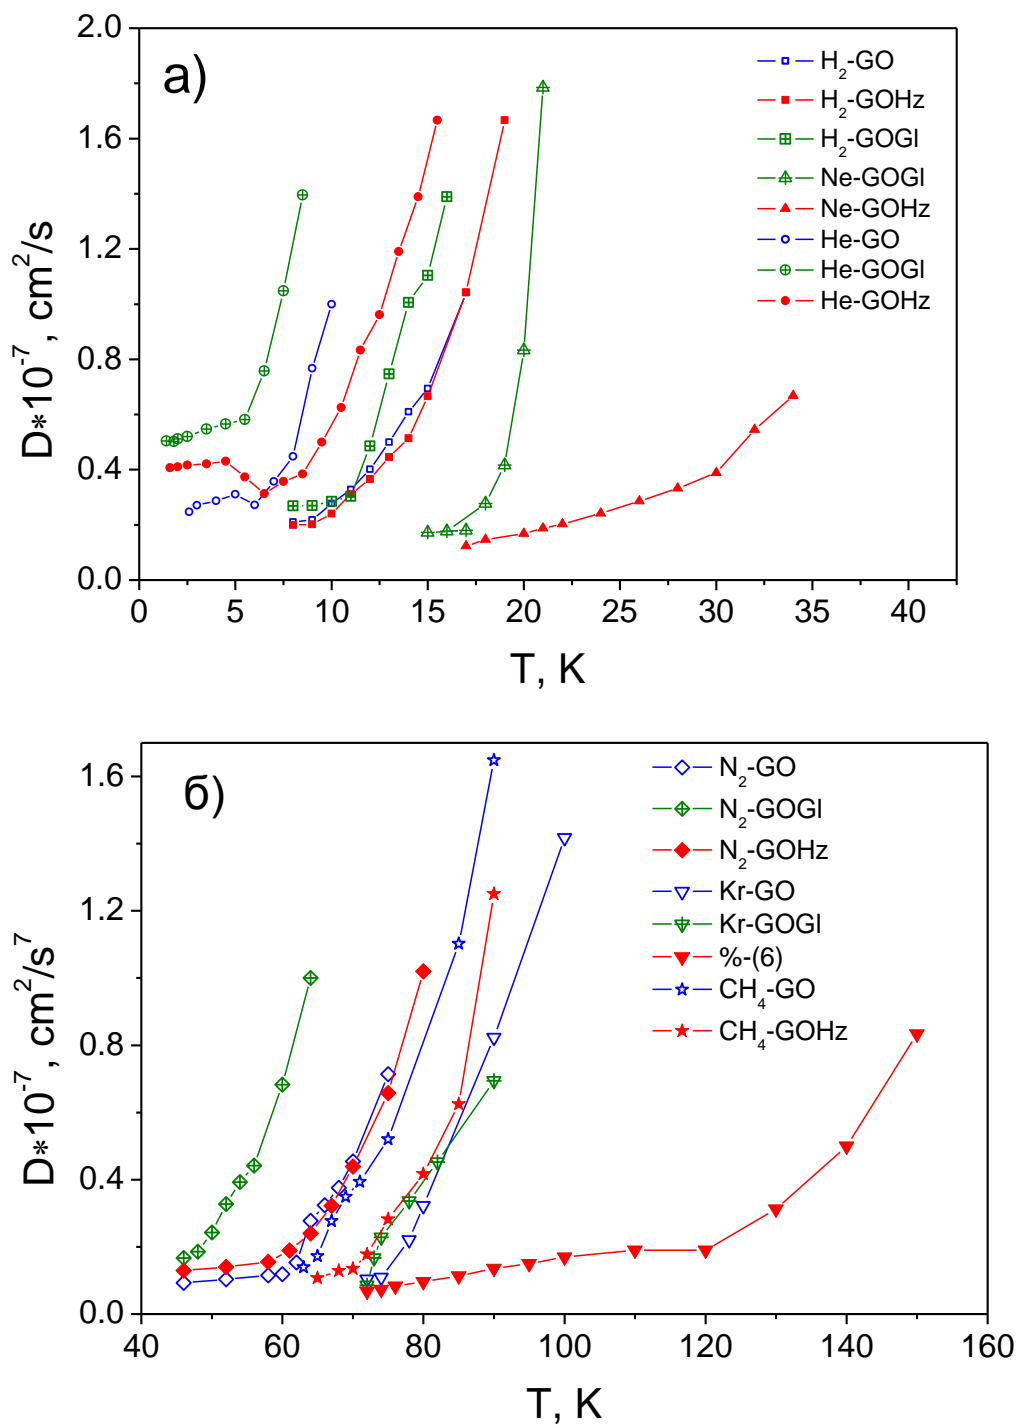 а)
H2-GO
H2-GOHz
H2-GOGl
Ne-GOGl
Ne-GOHz
He-GO
He-GOGl
He-GOHz
2.0
1.6
1.2
0.8
0.4
0.0
D*10-7, cm2/s
0 5 10 15 20 25 30 35 40
T, K
б)
N2-GO
N2-GOGl
N2-GOHz
Kr-GO
Kr-GOGl
%-(6)
CH4-GO
CH4-GOHz
1.6
1.2
0.8
0.4
0.0
D*10-7, cm2/s7
40 60 80 100 120 140 160
T, K